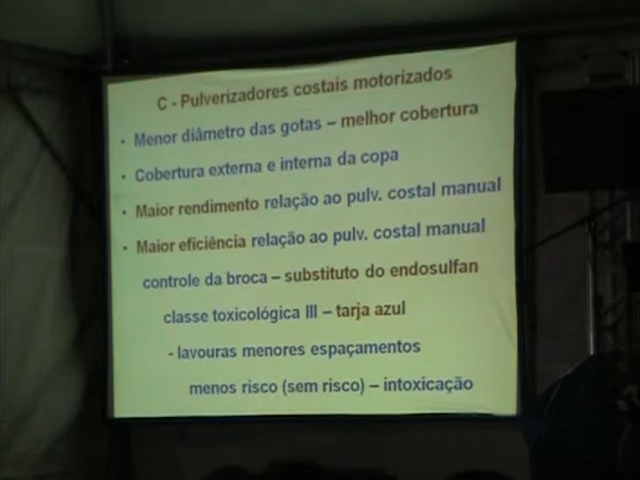 C - Pulverizadores costais motorizados
• Menor diâmetro das gotas – melhor cobertura
• Cobertura externa e interna da copa
• Maior rendimento relação ao pulv. costal manual
• Maior eficiência relação ao pulv. costal manual
controle da broca – substituto do endosulfan
classe toxicológica III – tarja azul
- lavouras menores espaçamentos
menos risco (sem risco) – intoxicação